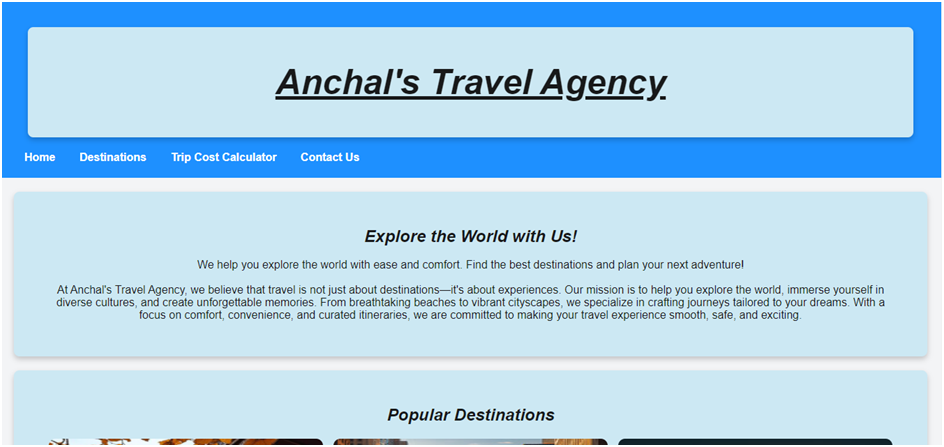 Anchal's Travel Agency
Home Destinations Trip Cost Calculator Contact Us
Explore the World with Us!
We help you explore the world with ease and comfort. Find the best destinations and plan your next adventure!
At Anchal's Travel Agency, we believe that travel is not just about destinations—it's about experiences. Our mission is to help you explore the world, immerse yourself in
diverse cultures, and create unforgettable memories. From breathtaking beaches to vibrant cityscapes, we specialize in crafting journeys tailored to your dreams. With a
focus on comfort, convenience, and curated itineraries, we are committed to making your travel experience smooth, safe, and exciting.
Popular Destinations